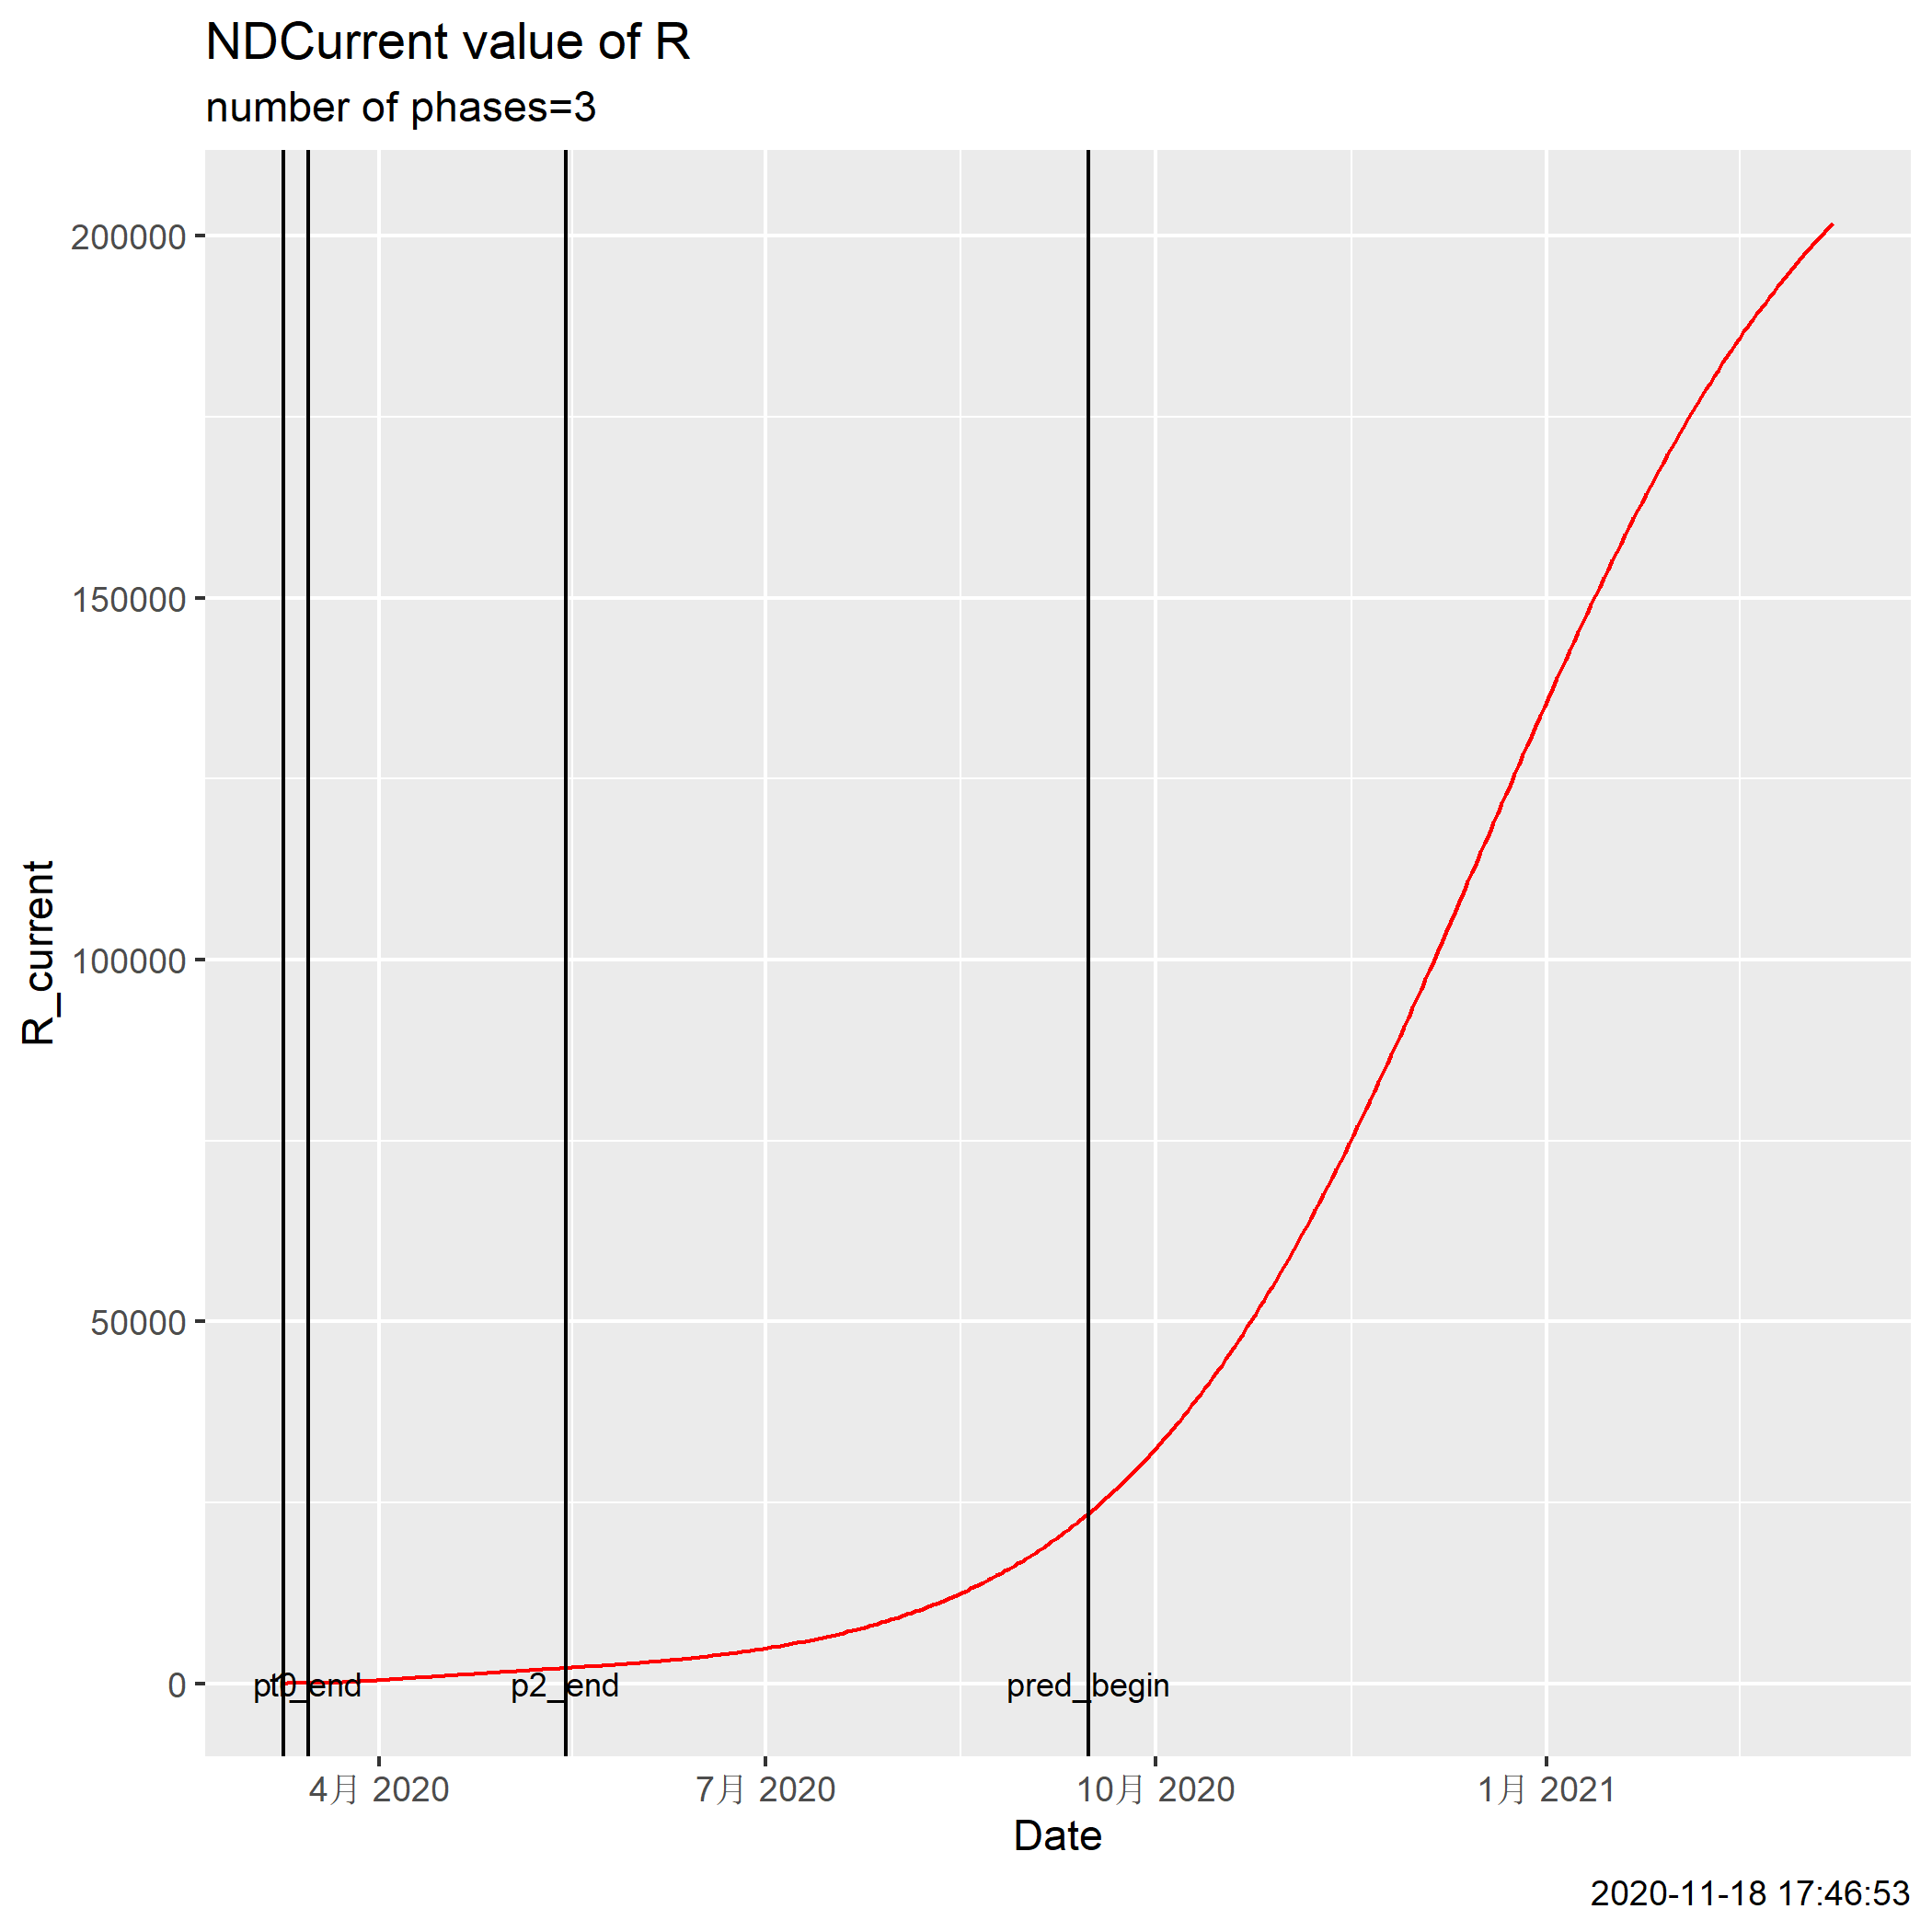 NDCurrent value of R
number of phases=3
R_current
200000
150000
100000
50000
0
p2_end
pred_begin
4月 2020
7月 2020
10月 2020
1月 2021
Date
2020-11-18 17:46:53